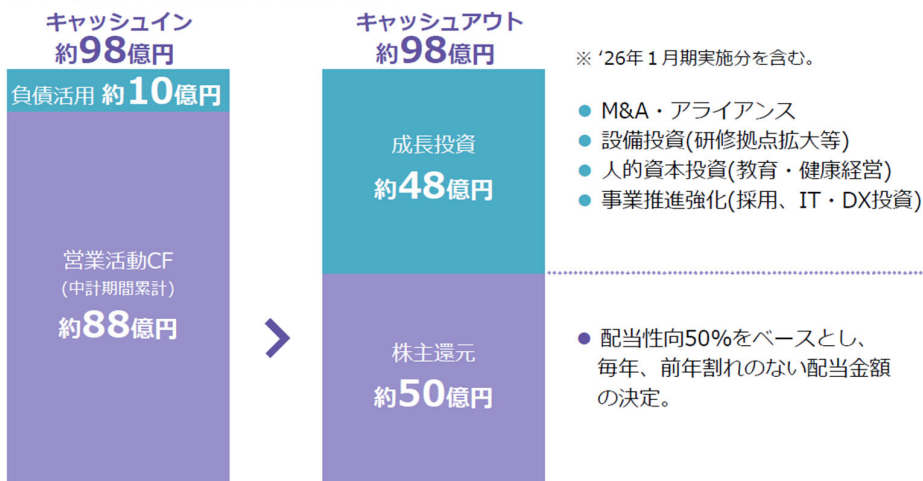 キャッシュイン
約98億円
負債活用 約10億円
営業活動CF
(中計期間累計)
約88億円
キャッシュアウト
約98億円
成長投資
約48億円
株主還元
約50億円
※ ‘26年１月期実施分を含む。
● M&A・アライアンス
● 設備投資(研修拠点拡大等)
● 人的資本投資(教育・健康経営)
● 事業推進強化(採用、IT・DX投資)
● 配当性向50%をベースとし、
毎年、前年割れのない配当金額
の決定。